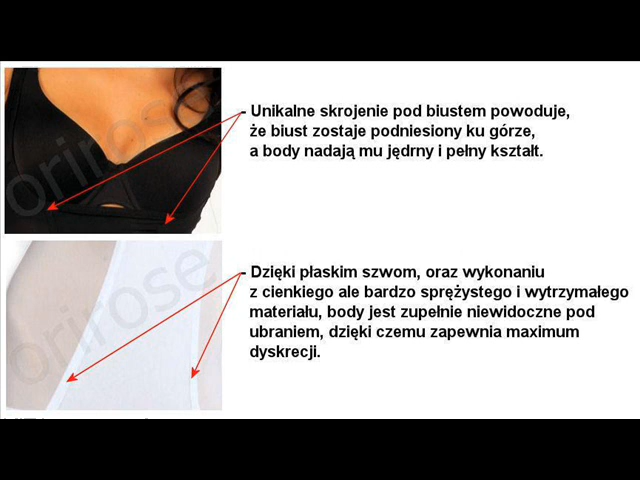 - Unikalne skrojenie pod biustem powoduje,
że biust zostaje podniesiony ku górze,
a body nadają mu jędrny i pełny kształt.
orirose
- Dzięki płaskim szwom, oraz wykonaniu
z cienkiego ale bardzo sprężystego i wytrzymałego
materiału, body jest zupełnie niewidoczne pod
ubraniem, dzięki czemu zapewnia maximum
dyskrecji.
orirose